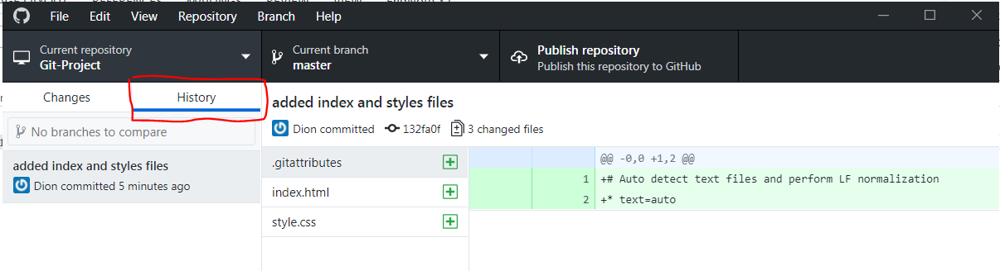 File Edit View Repository Branch Help
Current repository
Git-Project
Current branch
master
Publish repository
Publish this repository to GitHub
Changes
History
No branches to compare
added index and styles files
Dion committed 5 minutes ago
added index and styles files
Dion committed 132fa0f 3 changed files
.gitattributes
index.html
style.css
@@ -0,0 +1,2 @@
1 +# Auto detect text files and perform LF normalization
2 +* text=auto